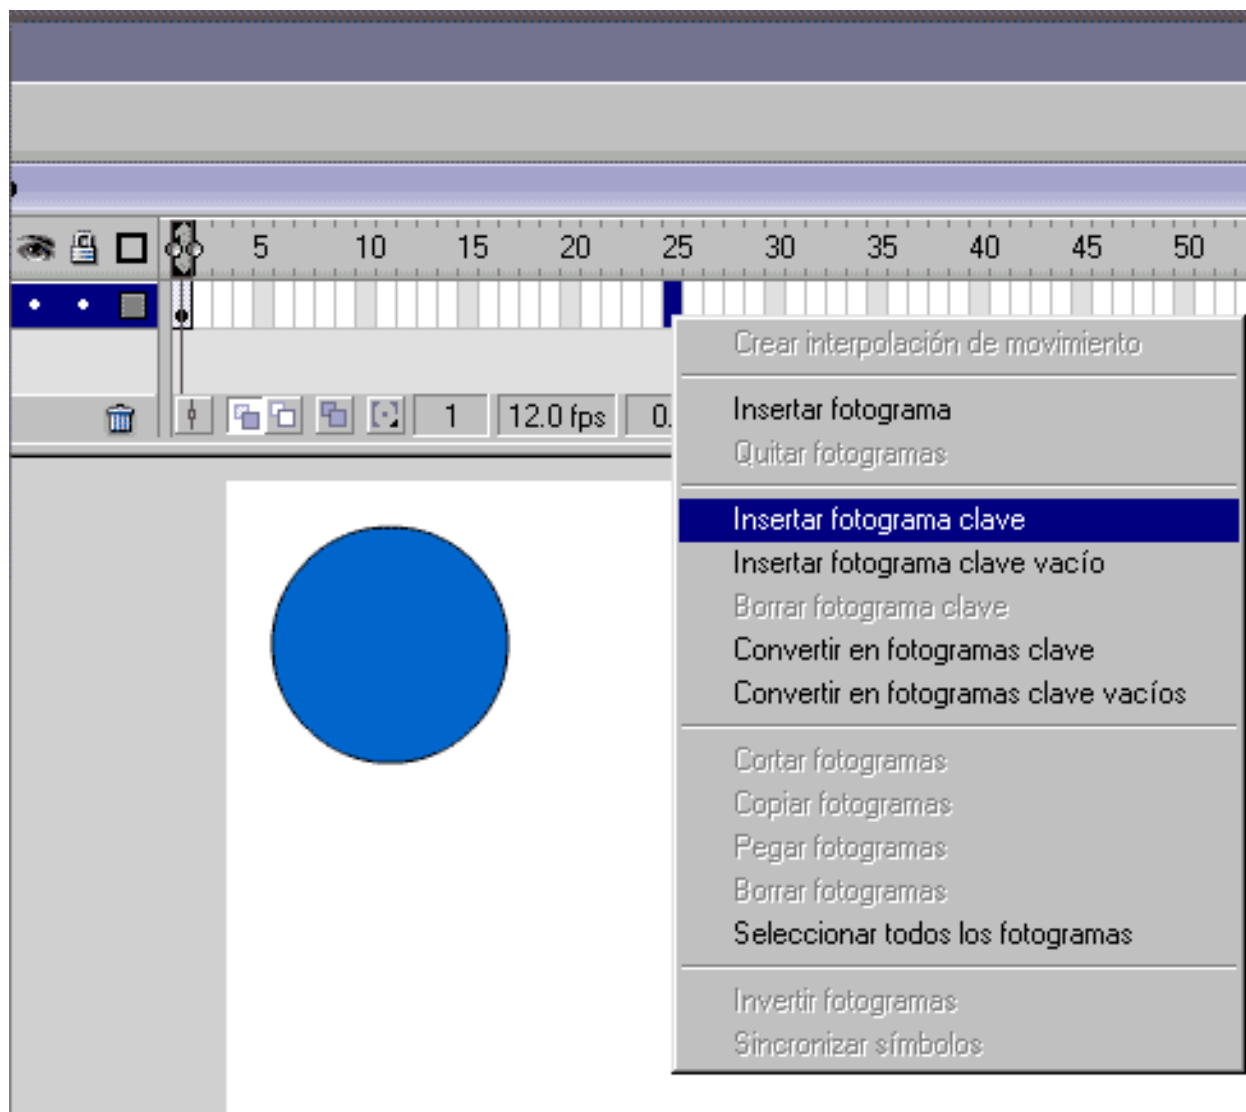 5 10 15 20 25 30 35 40 45 50
Crear interpolación de movimiento
Insertar fotograma
Quitar fotogramas
1 12.0 fps 0.
Insertar fotograma clave
Insertar fotograma clave vacío
Borrar fotograma clave
Convertir en fotogramas clave
Convertir en fotogramas clave vacíos
Cortar fotogramas
Copiar fotogramas
Pegar fotogramas
Borrar fotogramas
Seleccionar todos los fotogramas
Invertir fotogramas
Sincronizar símbolos